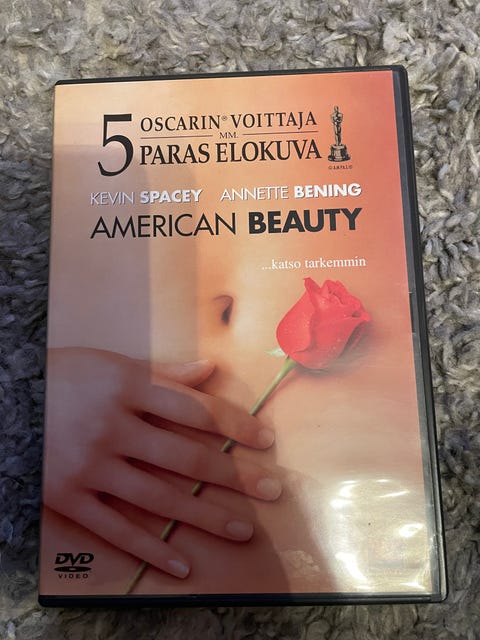 5 OSCARIN® VOITTAJA
MM.
PARAS ELOKUVA
©A.M.P.A.S.®
KEVIN SPACEY ANNETTE BENING
AMERICAN BEAUTY
...katso tarkemmin
DVD
VIDEO